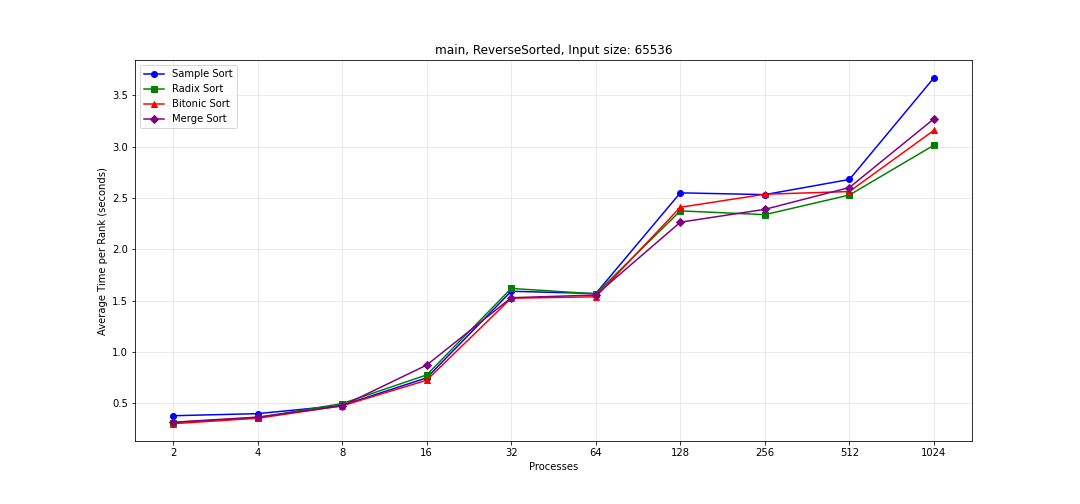 main, ReverseSorted, Input size: 65536
Sample Sort
Radix Sort
Bitonic Sort
Merge Sort
Average Time per Rank (seconds)
3.5
3.0
2.5
2.0
1.5
1.0
0.5
2 4 8 16 32 64 128 256 512 1024
Processes